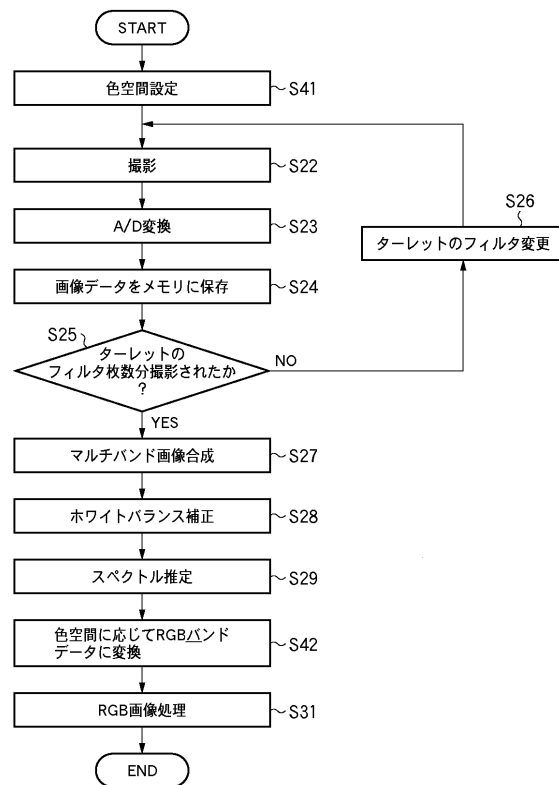 START
色空間設定
S41
撮影
S22
A/D変換
S23
画像データをメモリに保存
S24
S25
ターレットの
フィルタ枚数分撮影されたか
?
NO
YES
S26
ターレットのフィルタ変更
マルチバンド画像合成
S27
ホワイトバランス補正
S28
スペクトル推定
S29
色空間に応じてRGBバンド
データに変換
S42
RGB画像処理
S31
END